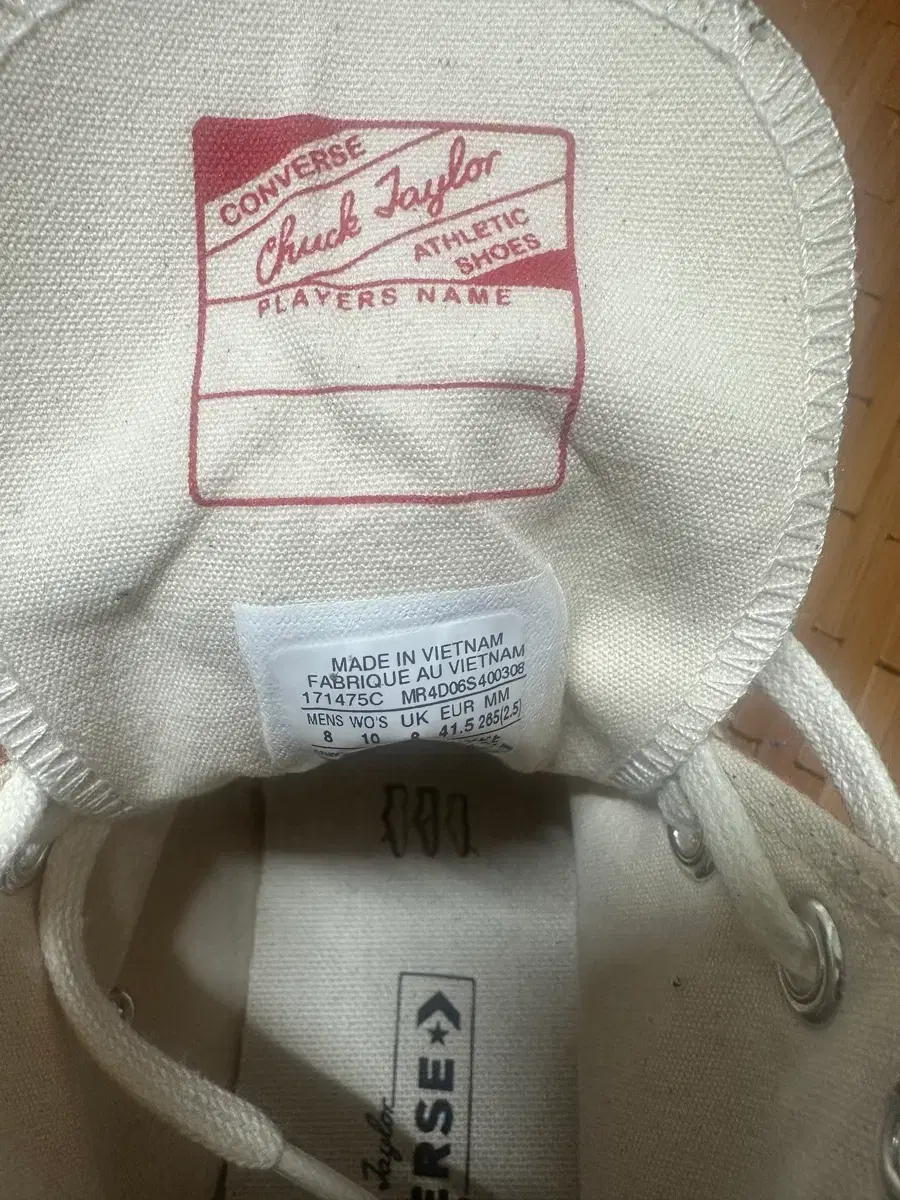 CONVERSE
Chuck Taylor
ATHLETIC
SHOES
PLAYERS NAME
MADE IN VIETNAM
FABRIQUE AU VIETNAM
171475C MR4D06S400308
MENS WO'S UK EUR MM
8 10 41.5 265(2.5)
Taylor
ERSE